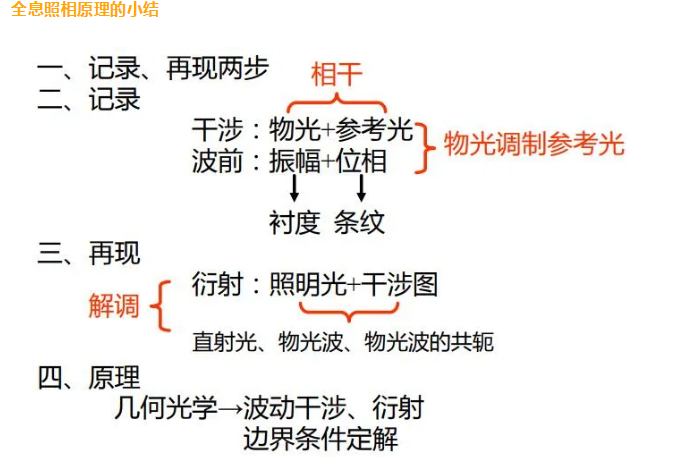 全息照相原理的小结
一、记录、再现两步
相干
二、记录
干涉：物光+参考光
物光调制参考光
波前：振幅+位相
衬度 条纹
三、再现
衍射：照明光+干涉图
解调
直射光、物光波、物光波的共轭
四、原理
几何光学→波动干涉、衍射
边界条件定解